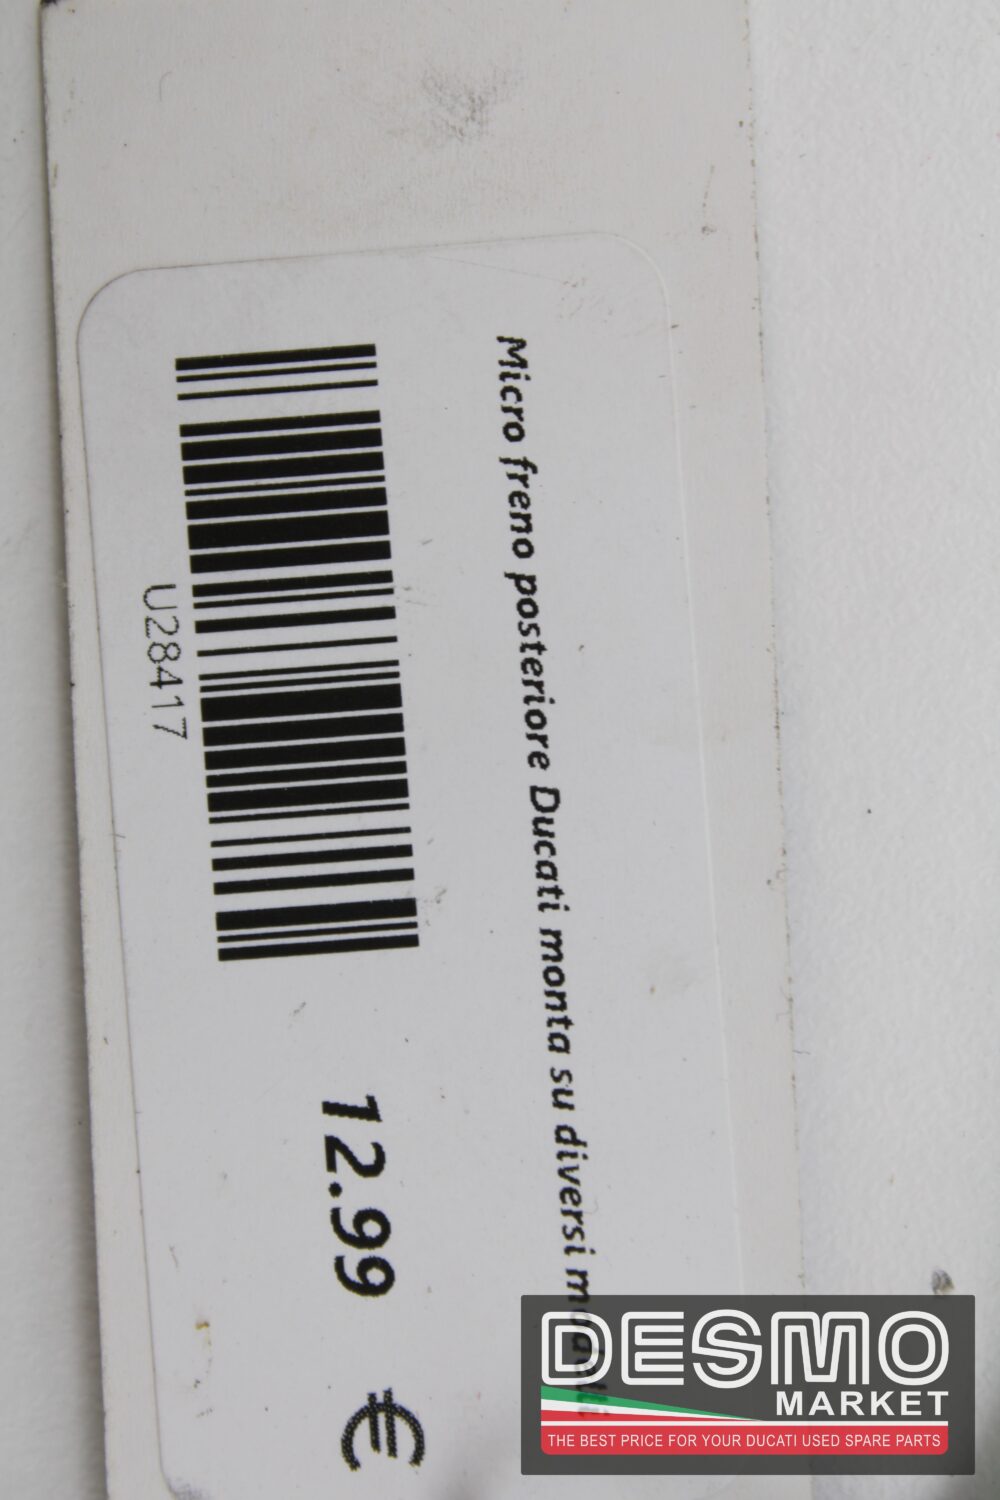 Micro freno posteriore Ducati monta su diversi modelli
U28417
12.99 €
DESMO
MARKET
THE BEST PRICE FOR YOUR DUCATI USED SPARE PARTS